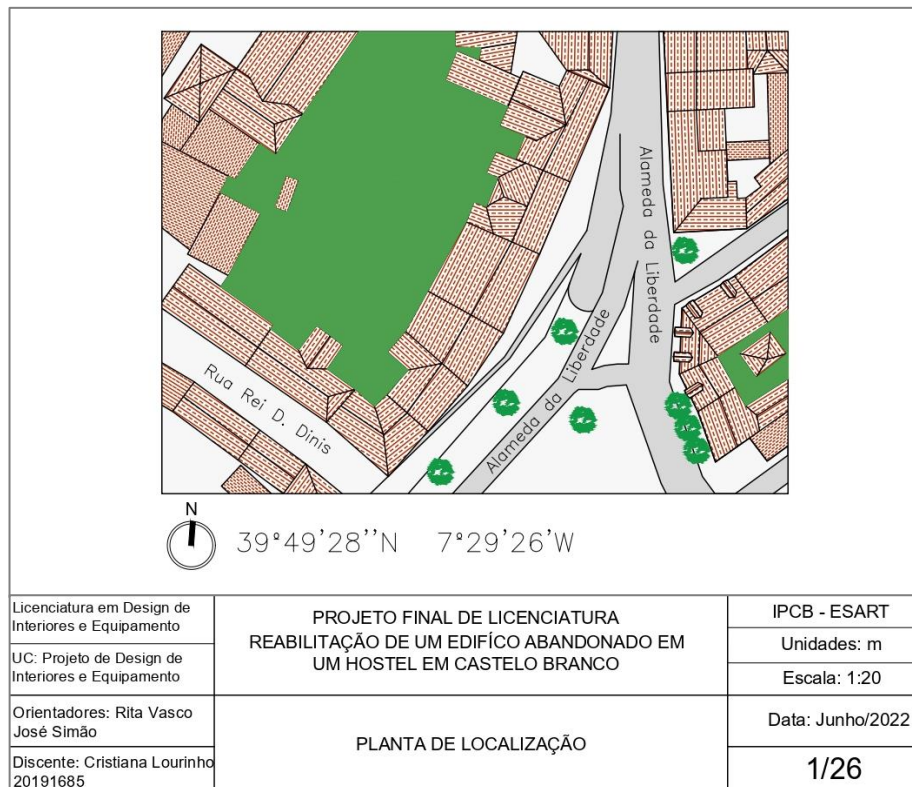 Alameda da Liberdade
Alameda da Liberdade
Rua Rei D. Dinis
N
39°49'28''N 7°29'26'W
Licenciatura em Design de
Interiores e Equipamento
UC: Projeto de Design de
Interiores e Equipamento
Orientadores: Rita Vasco
José Simão
Discente: Cristiana Lourinho
20191685
PROJETO FINAL DE LICENCIATURA
REABILITAÇÃO DE UM EDIFÍCO ABANDONADO EM
UM HOSTEL EM CASTELO BRANCO
PLANTA DE LOCALIZAÇÃO
IPCB - ESART
Unidades: m
Escala: 1:20
Data: Junho/2022
1/26